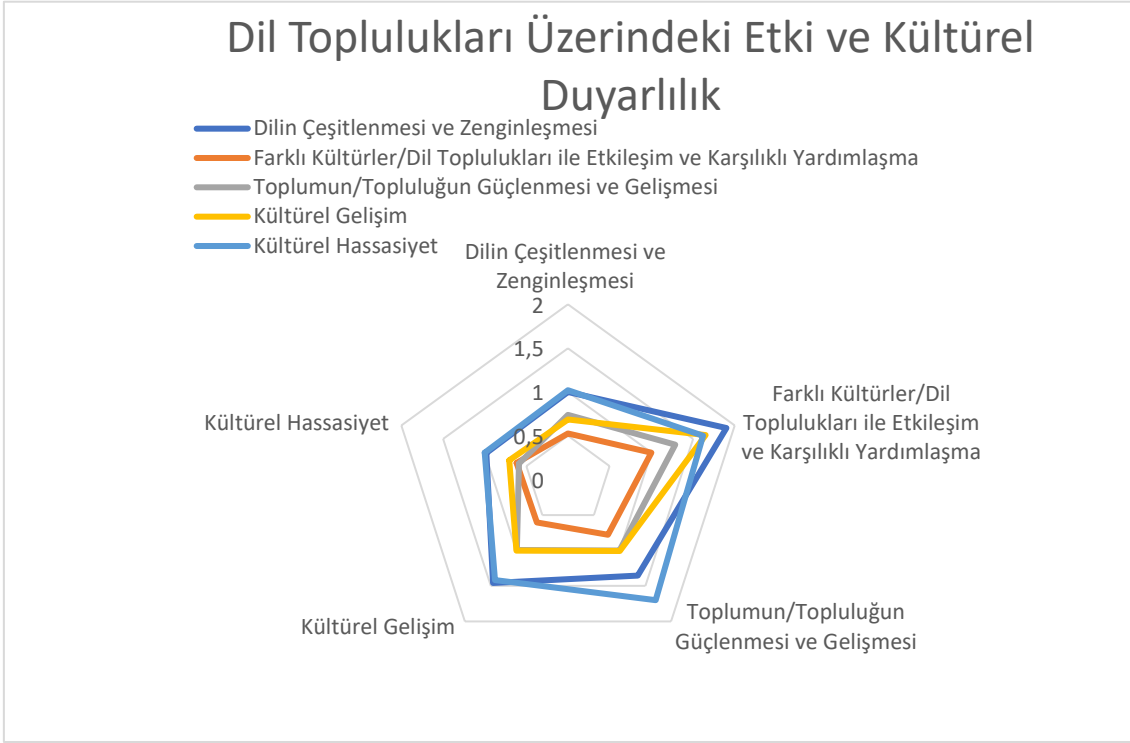 Dil Toplulukları Üzerindeki Etki ve Kültürel
Duyarlılık
Dilin Çeşitlenmesi ve Zenginleşmesi
Farklı Kültürler/Dil Toplulukları ile Etkileşim ve Karşılıklı Yardımlaşma
Toplumun/Topluluğun Güçlenmesi ve Gelişmesi
Kültürel Gelişim
Kültürel Hassasiyet
Dilin Çeşitlenmesi ve
Zenginleşmesi
2
1,5
1
0,5
0
Farklı Kültürler/Dil
Toplulukları ile Etkileşim
ve Karşılıklı Yardımlaşma
Toplumun/Topluluğun
Güçlenmesi ve Gelişmesi
Kültürel Gelişim
Kültürel Hassasiyet